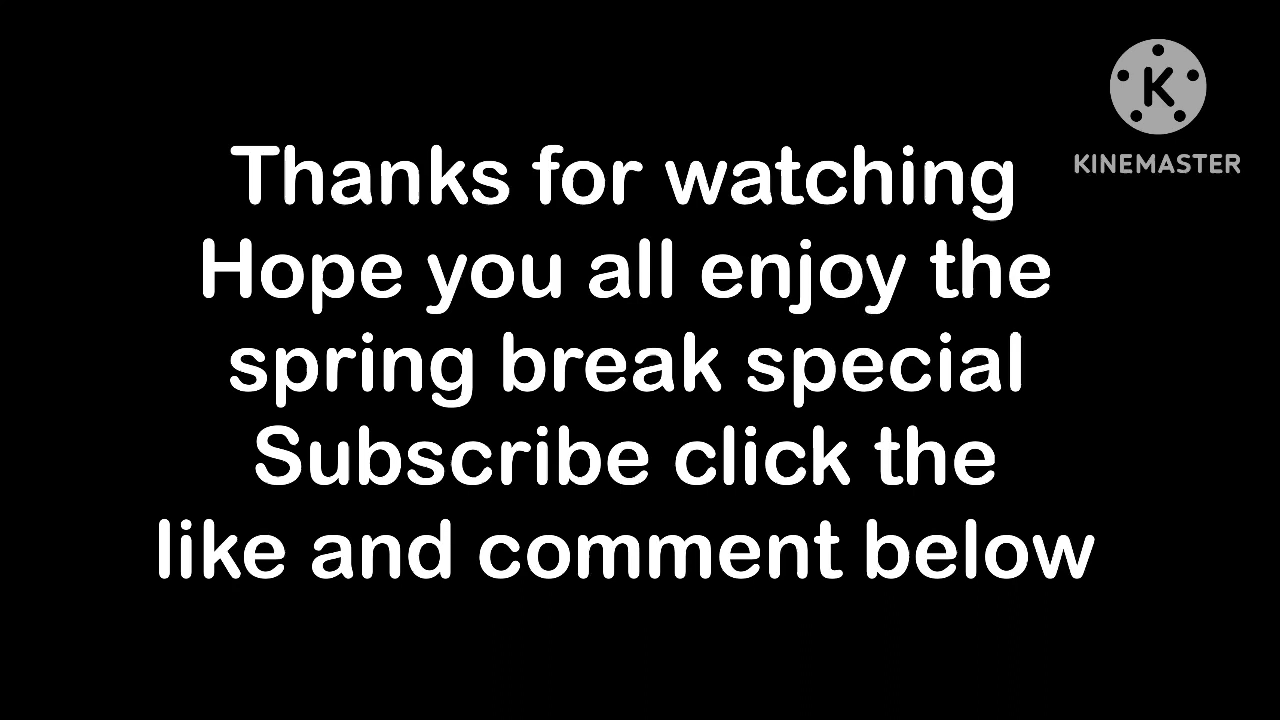 K
KINEMASTER
Thanks for watching
Hope you all enjoy the
spring break special
Subscribe click the
like and comment below